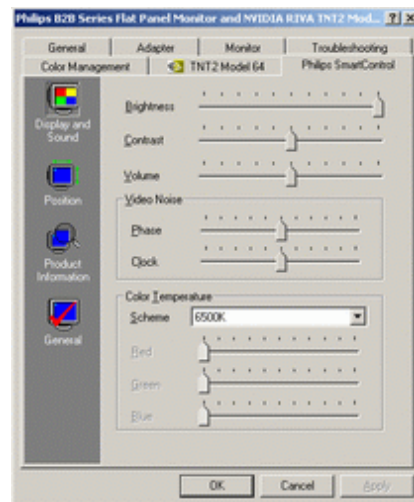 Philips B2B Series Flat Panel Monitor and NVIDIA RIVA TNT2 Mod...
General Adapter Monitor Troubleshooting
Color Management TNT2 Model 64 Philips SmartControl
Display and Sound
Position
Product Information
General
Brightness
Contrast
Volume
Video Noise
Phase
Clock
Color Temperature
Scheme 6500K
Red
Green
Blue
OK Cancel Apply